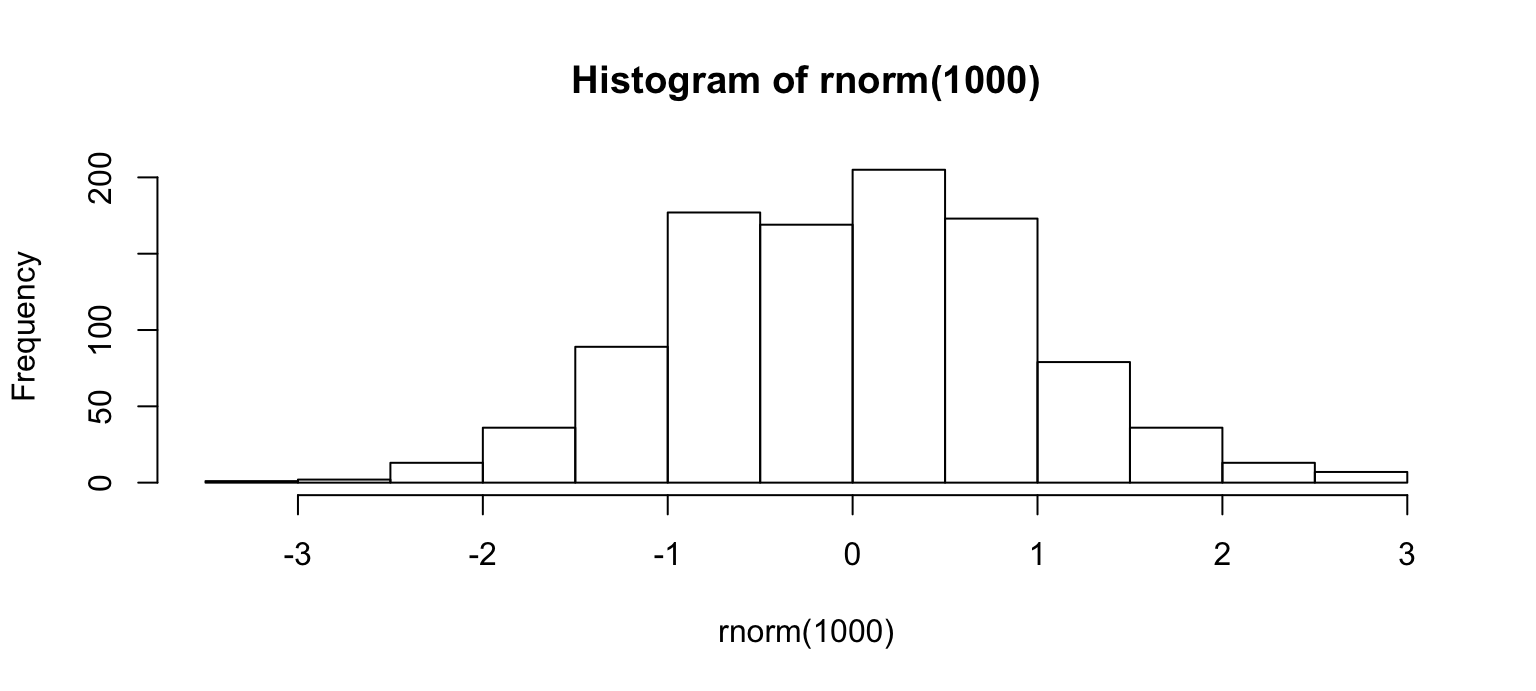 Histogram of rnorm(1000)
Frequency
200
100
50
0
-3 -2 -1 0 1 2 3
rnorm(1000)